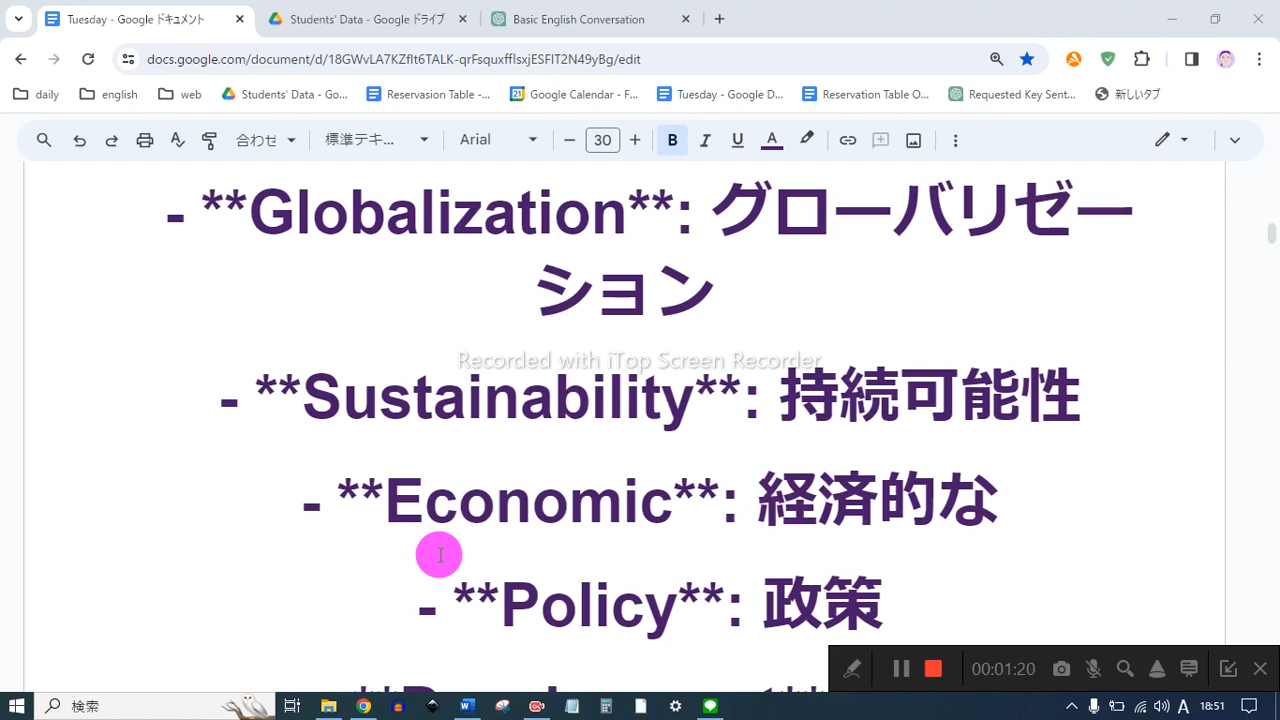 Tuesday - Google ドキュメント
Students' Data - Google ドライブ
Basic English Conversation
docs.google.com/document/d/
daily
english
web
Students' Data - Go...
Reservasion Table -...
Google Calendar - F...
Tuesday - Google D...
Reservation Table O...
Requested Key Sent...
新しいタブ
合わせ
標準テキ...
Arial
30
B
I
U
A
- **Globalization**: グローバリゼー
ション
Recorded with iTop Screen Recorder
- **Sustainability**: 持続可能性
- **Economic**: 経済的な
- **Policy**: 政策
00:01:20
検索
A
18:51